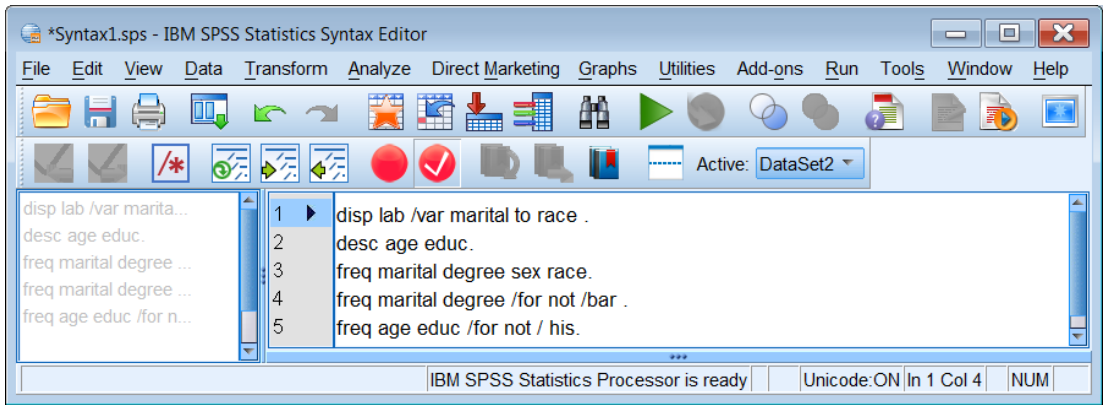 *Syntax1.sps - IBM SPSS Statistics Syntax Editor
File Edit View Data Transform Analyze Direct Marketing Graphs Utilities Add-ons Run Tools Window Help
Active: DataSet2
disp lab /var marita...
desc age educ.
freq marital degree ...
freq marital degree ...
freq age educ /for n...
1 disp lab /var marital to race .
2 desc age educ.
3 freq marital degree sex race.
4 freq marital degree /for not /bar .
5 freq age educ /for not / his.
IBM SPSS Statistics Processor is ready Unicode:ON In 1 Col 4 NUM